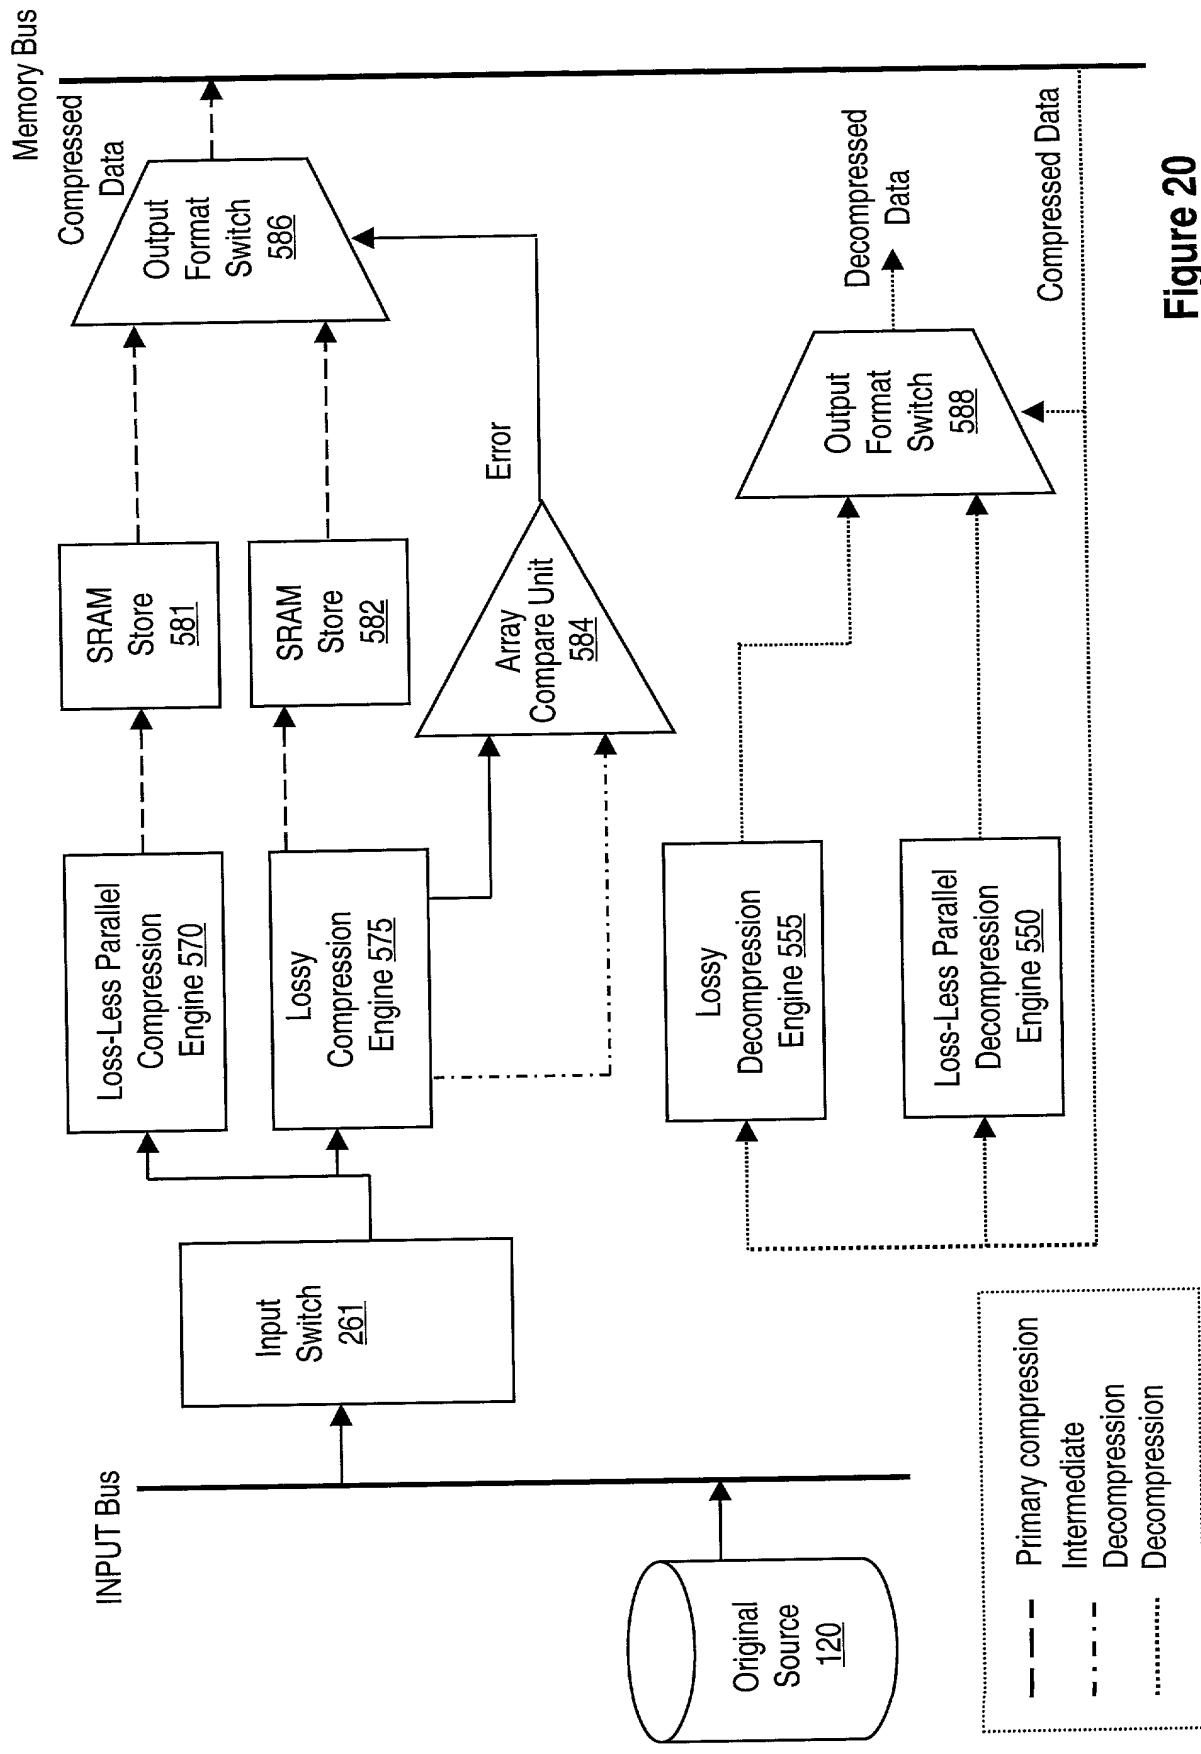 Memory Bus
Compressed
Data
Output
Format
Switch
586
SRAM
Store
581
SRAM
Store
582
Error
Array
Compare Unit
584
Loss-Less Parallel
Compression
Engine 570
Lossy
Compression
Engine 575
Input
Switch
261
INPUT Bus
Original
Source
120
Lossy
Decompression
Engine 555
Loss-Less Parallel
Decompression
Engine 550
Output
Format
Switch
588
Decompressed
Data
Compressed Data
Primary compression
Intermediate
Decompression
Decompression
Figure 20